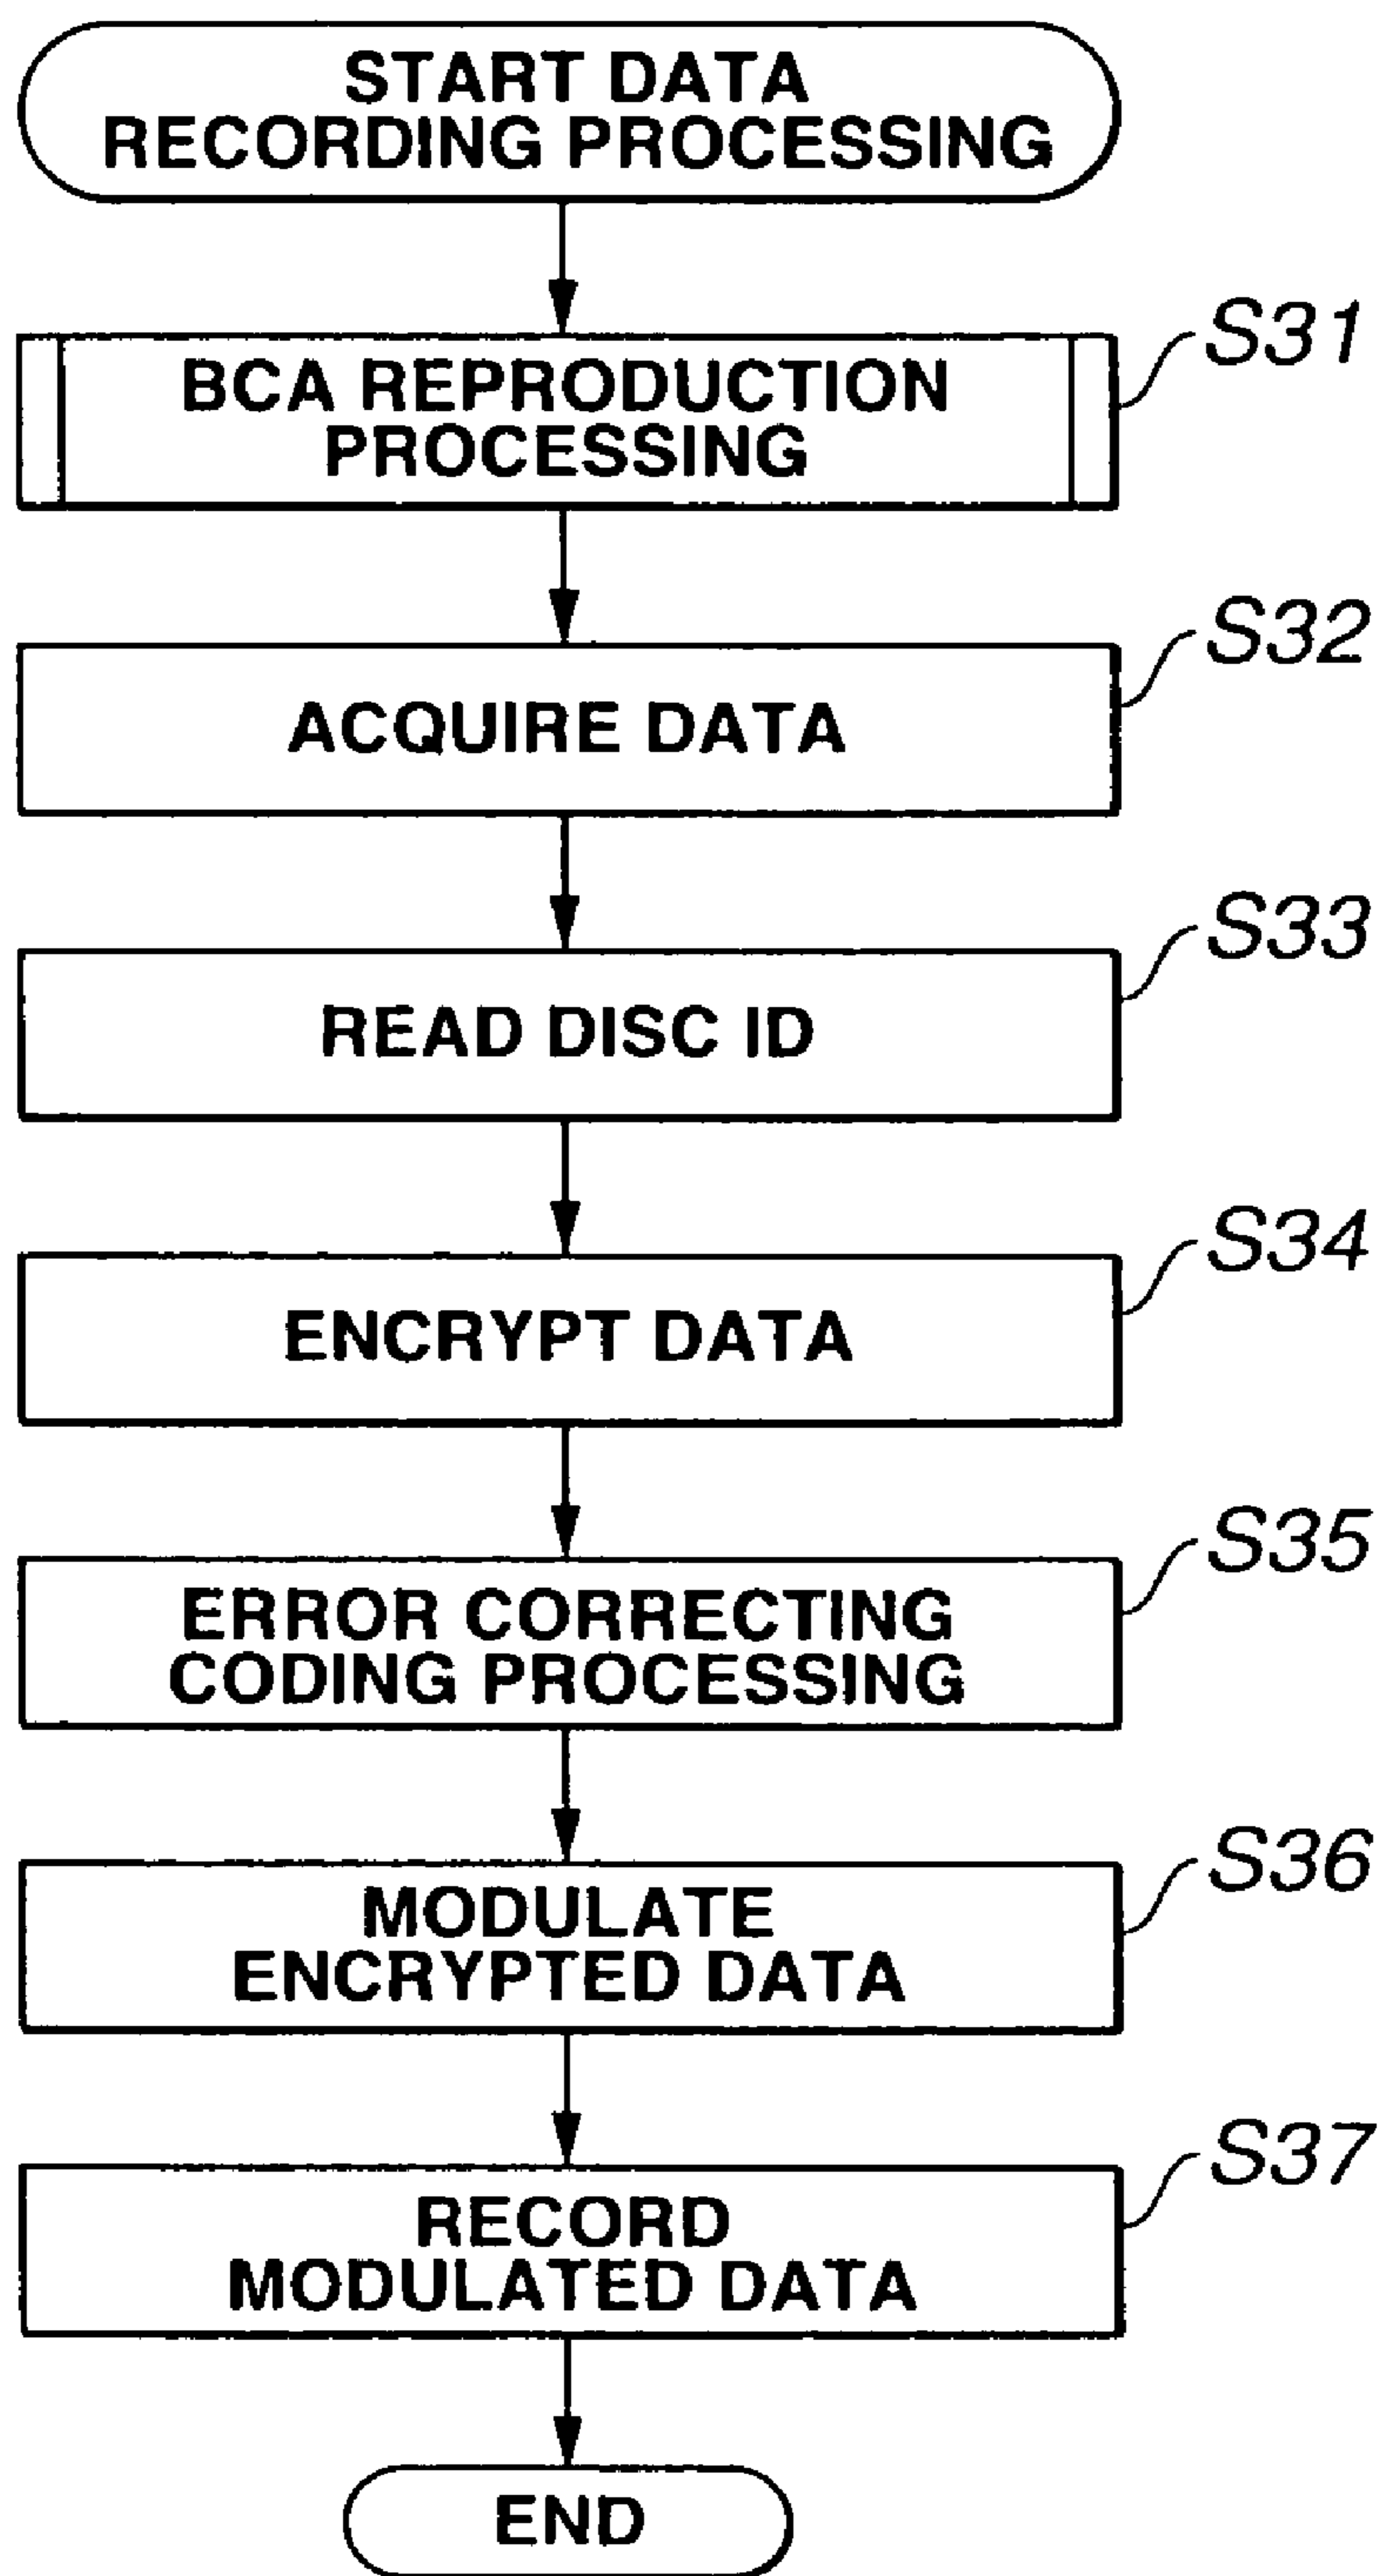 START DATA
RECORDING PROCESSING
S31
BCA REPRODUCTION
PROCESSING
S32
ACQUIRE DATA
S33
READ DISC ID
S34
ENCRYPT DATA
S35
ERROR CORRECTING
CODING PROCESSING
S36
MODULATE
ENCRYPTED DATA
S37
RECORD
MODULATED DATA
END